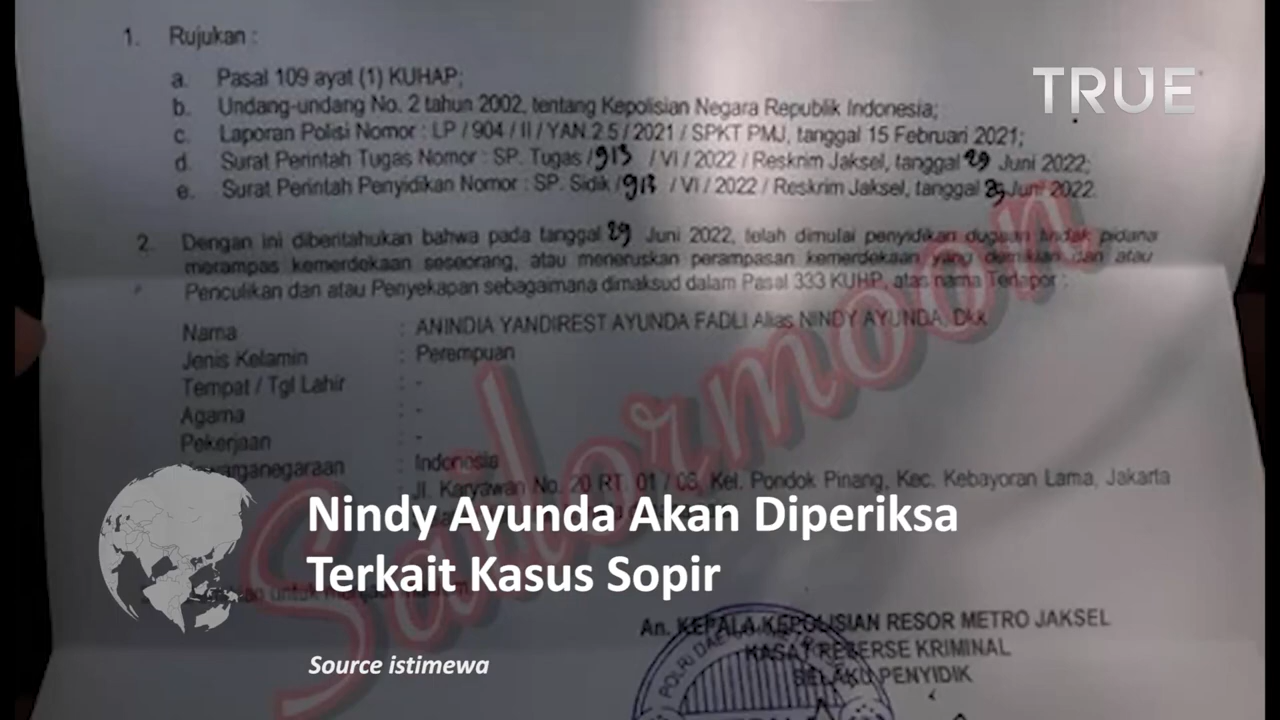 1. Rujukan :
TRUE
a. Pasal 109 ayat (1) KUHAP;
b. Undang-undang No. 2 tahun 2002, tentang Kepolisian Negara Republik Indonesia;
c. Laporan Polisi Nomor : LP / 904 / II / YAN 2.5 / 2021 / SPKT PMJ, tanggal 15 Februari 2021;
d. Surat Perintah Tugas Nomor : SP. Tugas / 913 / VI / 2022 / Reskrim Jaksel, tanggal 29 Juni 2022;
e. Surat Perintah Penyidikan Nomor : SP. Sidik / 913 / VI / 2022 / Reskrim Jaksel, tanggal 29 Juni 2022.
2. Dengan ini diberitahukan bahwa pada tanggal 29 Juni 2022, telah dimulai penyidikan dugaan tindak pidana
merampas kemerdekaan seseorang, atau meneruskan perampasan kemerdekaan yang demikian dan atau
Penculikan dan atau Penyekapan sebagaimana dimaksud dalam Pasal 333 KUHP, atas nama Terlapor :
Nama : ANINDIA YANDIREST AYUNDA FADLI Alias NINDY AYUNDA, Dkk
Jenis Kelamin : Perempuan
Tempat / Tgl Lahir : -
Agama : -
Pekerjaan : -
Kewarganegaraan : Indonesia
Jl. Karyawan No. 20 RT. 01 / 06, Kel. Pondok Pinang, Kec. Kebayoran Lama, Jakarta
Sailormoon
Nindy Ayunda Akan Diperiksa
Terkait Kasus Sopir
untuk
An. KEPALA KEPOLISIAN RESOR METRO JAKSEL
KASAT RESERSE KRIMINAL
SELAKU PENYIDIK
POLRI DAERAH METRO
Source istimewa